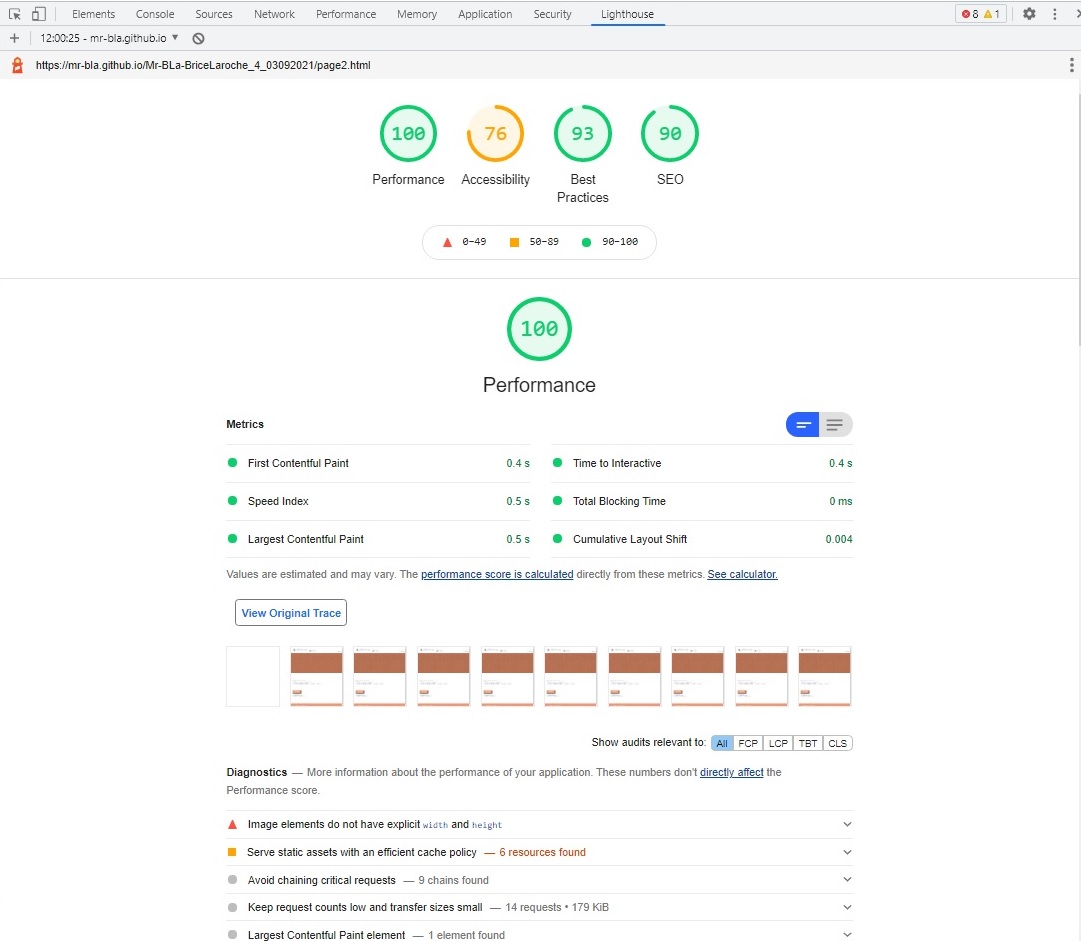 Elements Console Sources Network Performance Memory Application Security Lighthouse 8 1
12:00:25 - mr-bla.github.io
https://mr-bla.github.io/Mr-BLa-BriceLaroche_4_03092021/page2.html
100 76 93 90
Performance Accessibility Best Practices SEO
0–49 50–89 90–100
100
Performance
Metrics
First Contentful Paint 0.4 s Time to Interactive 0.4 s
Speed Index 0.5 s Total Blocking Time 0 ms
Largest Contentful Paint 0.5 s Cumulative Layout Shift 0.004
Values are estimated and may vary. The performance score is calculated directly from these metrics. See calculator.
View Original Trace
Show audits relevant to: All FCP LCP TBT CLS
Diagnostics — More information about the performance of your application. These numbers don't directly affect the
Performance score.
Image elements do not have explicit width and height
Serve static assets with an efficient cache policy — 6 resources found
Avoid chaining critical requests — 9 chains found
Keep request counts low and transfer sizes small — 14 requests • 179 KiB
Largest Contentful Paint element — 1 element found